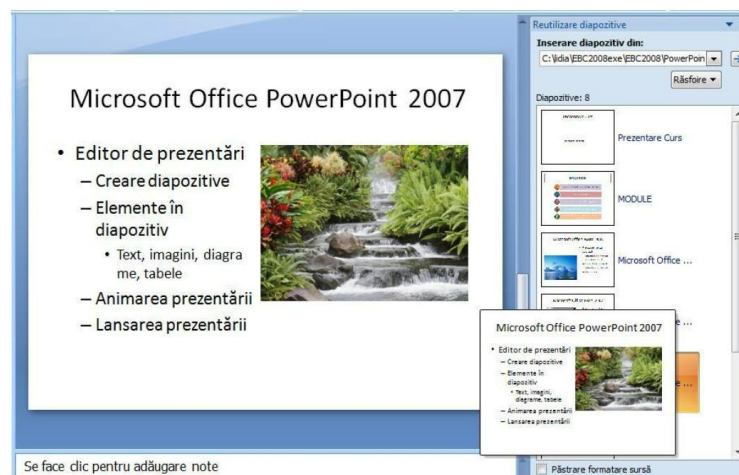 Microsoft Office PowerPoint 2007
• Editor de prezentări
– Creare diapozitive
– Elemente în
diapozitiv
• Text, imagini, diagra
me, tabele
– Animarea prezentării
– Lansarea prezentării
Se face clic pentru adăugare note
Reutilizare diapozitive
Inserare diapozitiv din:
C:\lidia\EBC2008exe\EBC2008\PowerPoin
Răsfoire
Diapozitive: 8
Prezentare Curs
MODULE
Microsoft Office ...
Microsoft Office PowerPoint 2007
• Editor de prezentări
– Creare diapozitive
– Elemente în
diapozitiv
• Text, imagini,
diagrame, tabele
– Animarea prezentării
– Lansarea prezentării
Păstrare formatare sursă